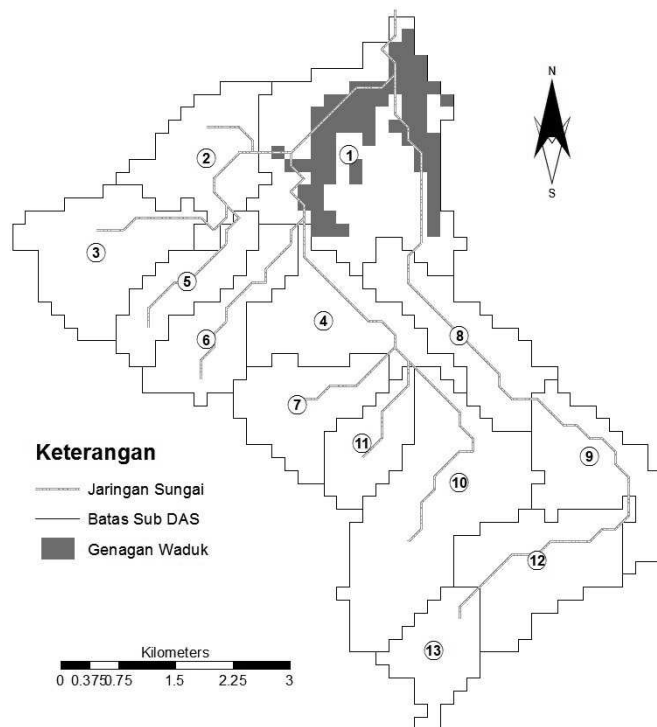 N
S
1
2
3
5
4
6
8
7
11
9
10
12
13
Keterangan
Jaringan Sungai
Batas Sub DAS
Genagan Waduk
Kilometers
0 0.375 0.75 1.5 2.25 3